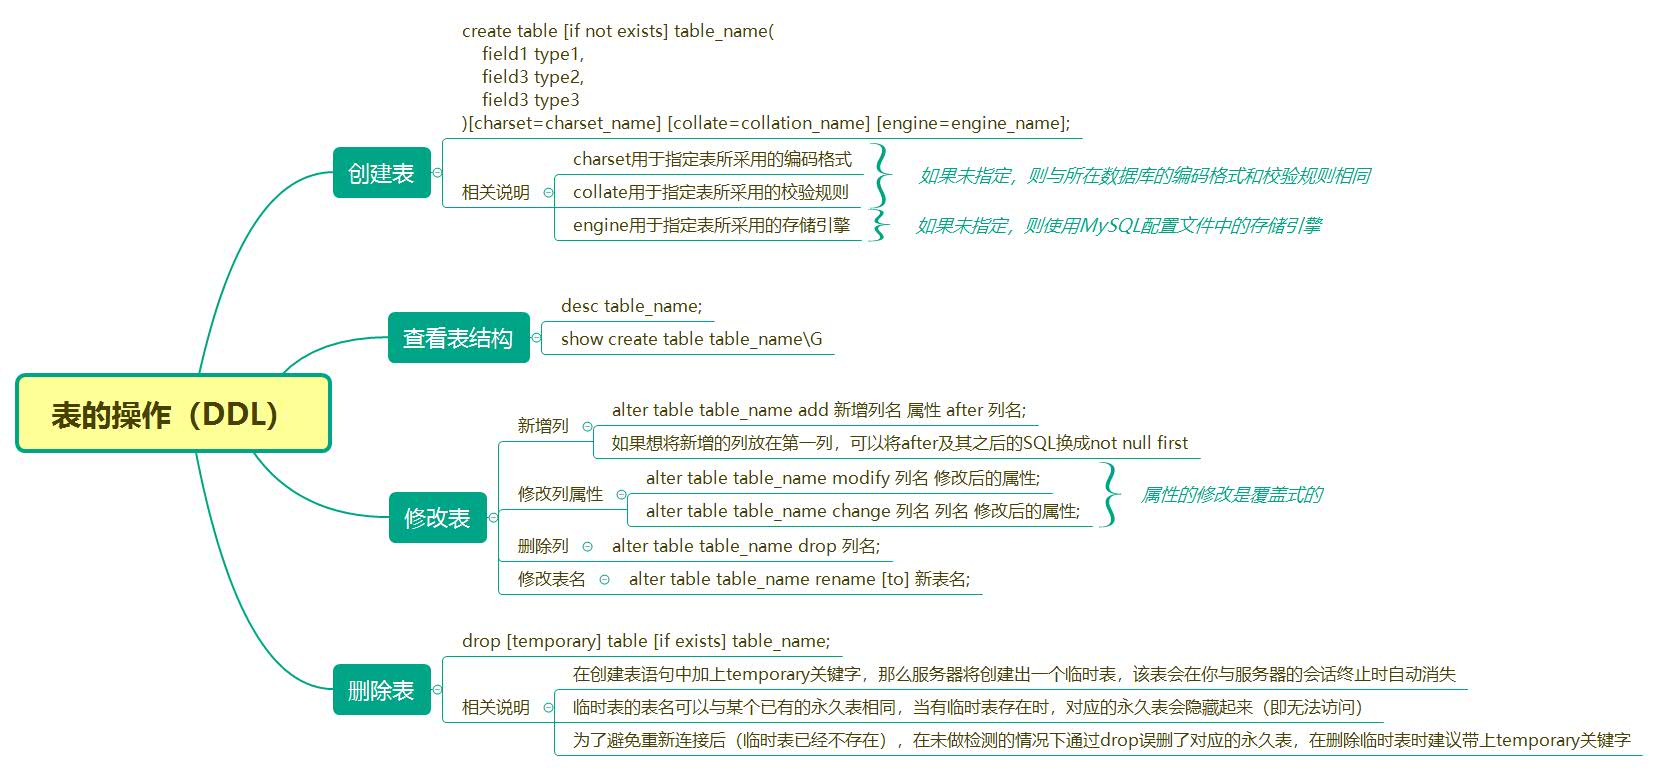 表的操作（DDL）
创建表
create table [if not exists] table_name(
field1 type1,
field3 type2,
field3 type3
)[charset=charset_name] [collate=collation_name] [engine=engine_name];
相关说明
charset用于指定表所采用的编码格式
collate用于指定表所采用的校验规则
如果未指定，则与所在数据库的编码格式和校验规则相同
engine用于指定表所采用的存储引擎
如果未指定，则使用MySQL配置文件中的存储引擎
查看表结构
desc table_name;
show create table table_name\G
修改表
新增列
alter table table_name add 新增列名 属性 after 列名;
如果想将新增的列放在第一列，可以将after及其之后的SQL换成not null first
修改列属性
alter table table_name modify 列名 修改后的属性;
alter table table_name change 列名 列名 修改后的属性;
属性的修改是覆盖式的
删除列
alter table table_name drop 列名;
修改表名
alter table table_name rename [to] 新表名;
删除表
drop [temporary] table [if exists] table_name;
相关说明
在创建表语句中加上temporary关键字，那么服务器将创建出一个临时表，该表会在你与服务器的会话终止时自动消失
临时表的表名可以与某个已有的永久表相同，当有临时表存在时，对应的永久表会隐藏起来（即无法访问）
为了避免重新连接后（临时表已经不存在），在未做检测的情况下通过drop误删了对应的永久表，在删除临时表时建议带上temporary关键字